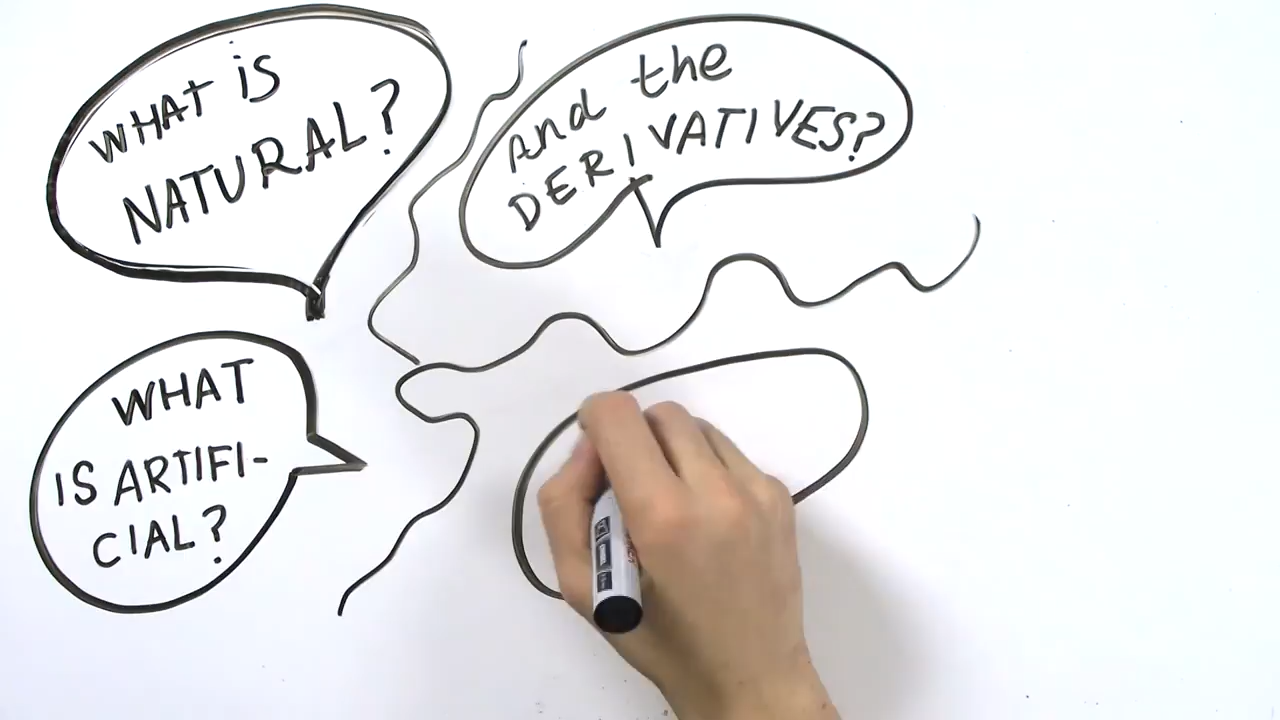 WHAT iS
NATURAL?
And the
DERIVATIVES?
WHAT
IS ARTIFI-
CIAL?